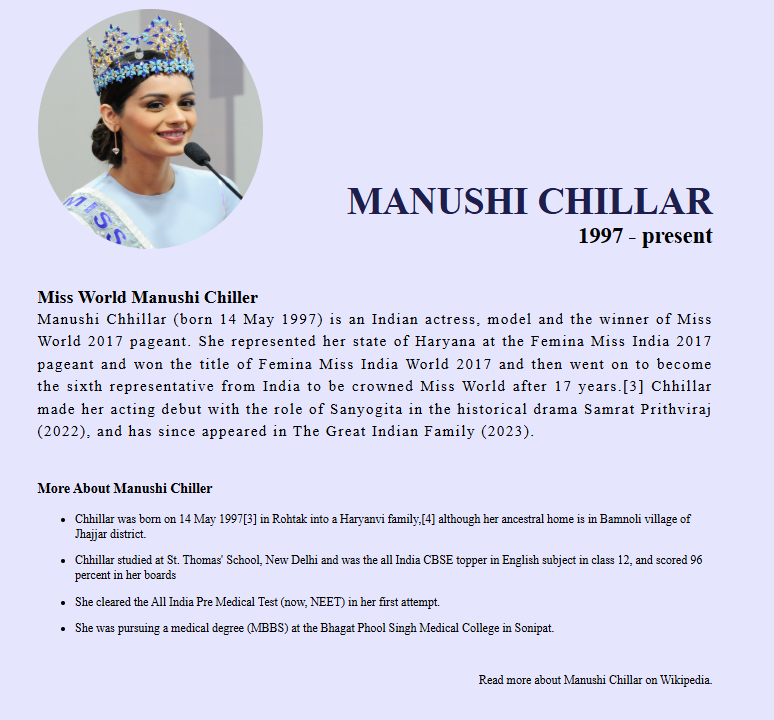 MISS
MANUSHI CHILLAR
1997 - present
Miss World Manushi Chiller
Manushi Chhillar (born 14 May 1997) is an Indian actress, model and the winner of Miss
World 2017 pageant. She represented her state of Haryana at the Femina Miss India 2017
pageant and won the title of Femina Miss India World 2017 and then went on to become
the sixth representative from India to be crowned Miss World after 17 years.[3] Chhillar
made her acting debut with the role of Sanyogita in the historical drama Samrat Prithviraj
(2022), and has since appeared in The Great Indian Family (2023).
More About Manushi Chiller
• Chhillar was born on 14 May 1997[3] in Rohtak into a Haryanvi family,[4] although her ancestral home is in Bamnoli village of
Jhajjar district.
• Chhillar studied at St. Thomas' School, New Delhi and was the all India CBSE topper in English subject in class 12, and scored 96
percent in her boards
• She cleared the All India Pre Medical Test (now, NEET) in her first attempt.
• She was pursuing a medical degree (MBBS) at the Bhagat Phool Singh Medical College in Sonipat.
Read more about Manushi Chillar on Wikipedia.